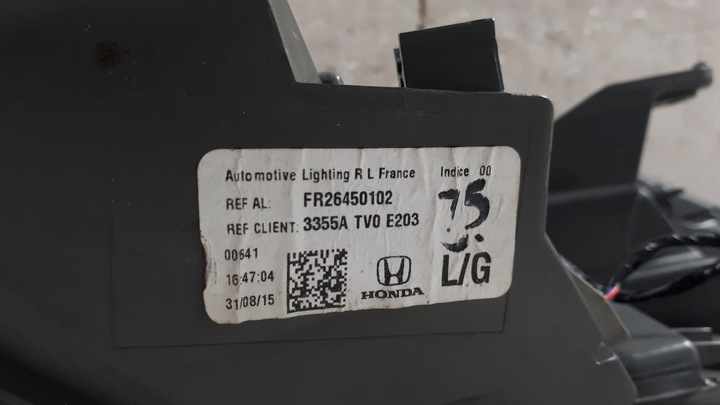 Automotive Lighting R L France Indice 00
REF AL: FR26450102
REF CLIENT: 3355A TV0 E203
75
00641
16:47:04
31/08/15
HONDA
L/G